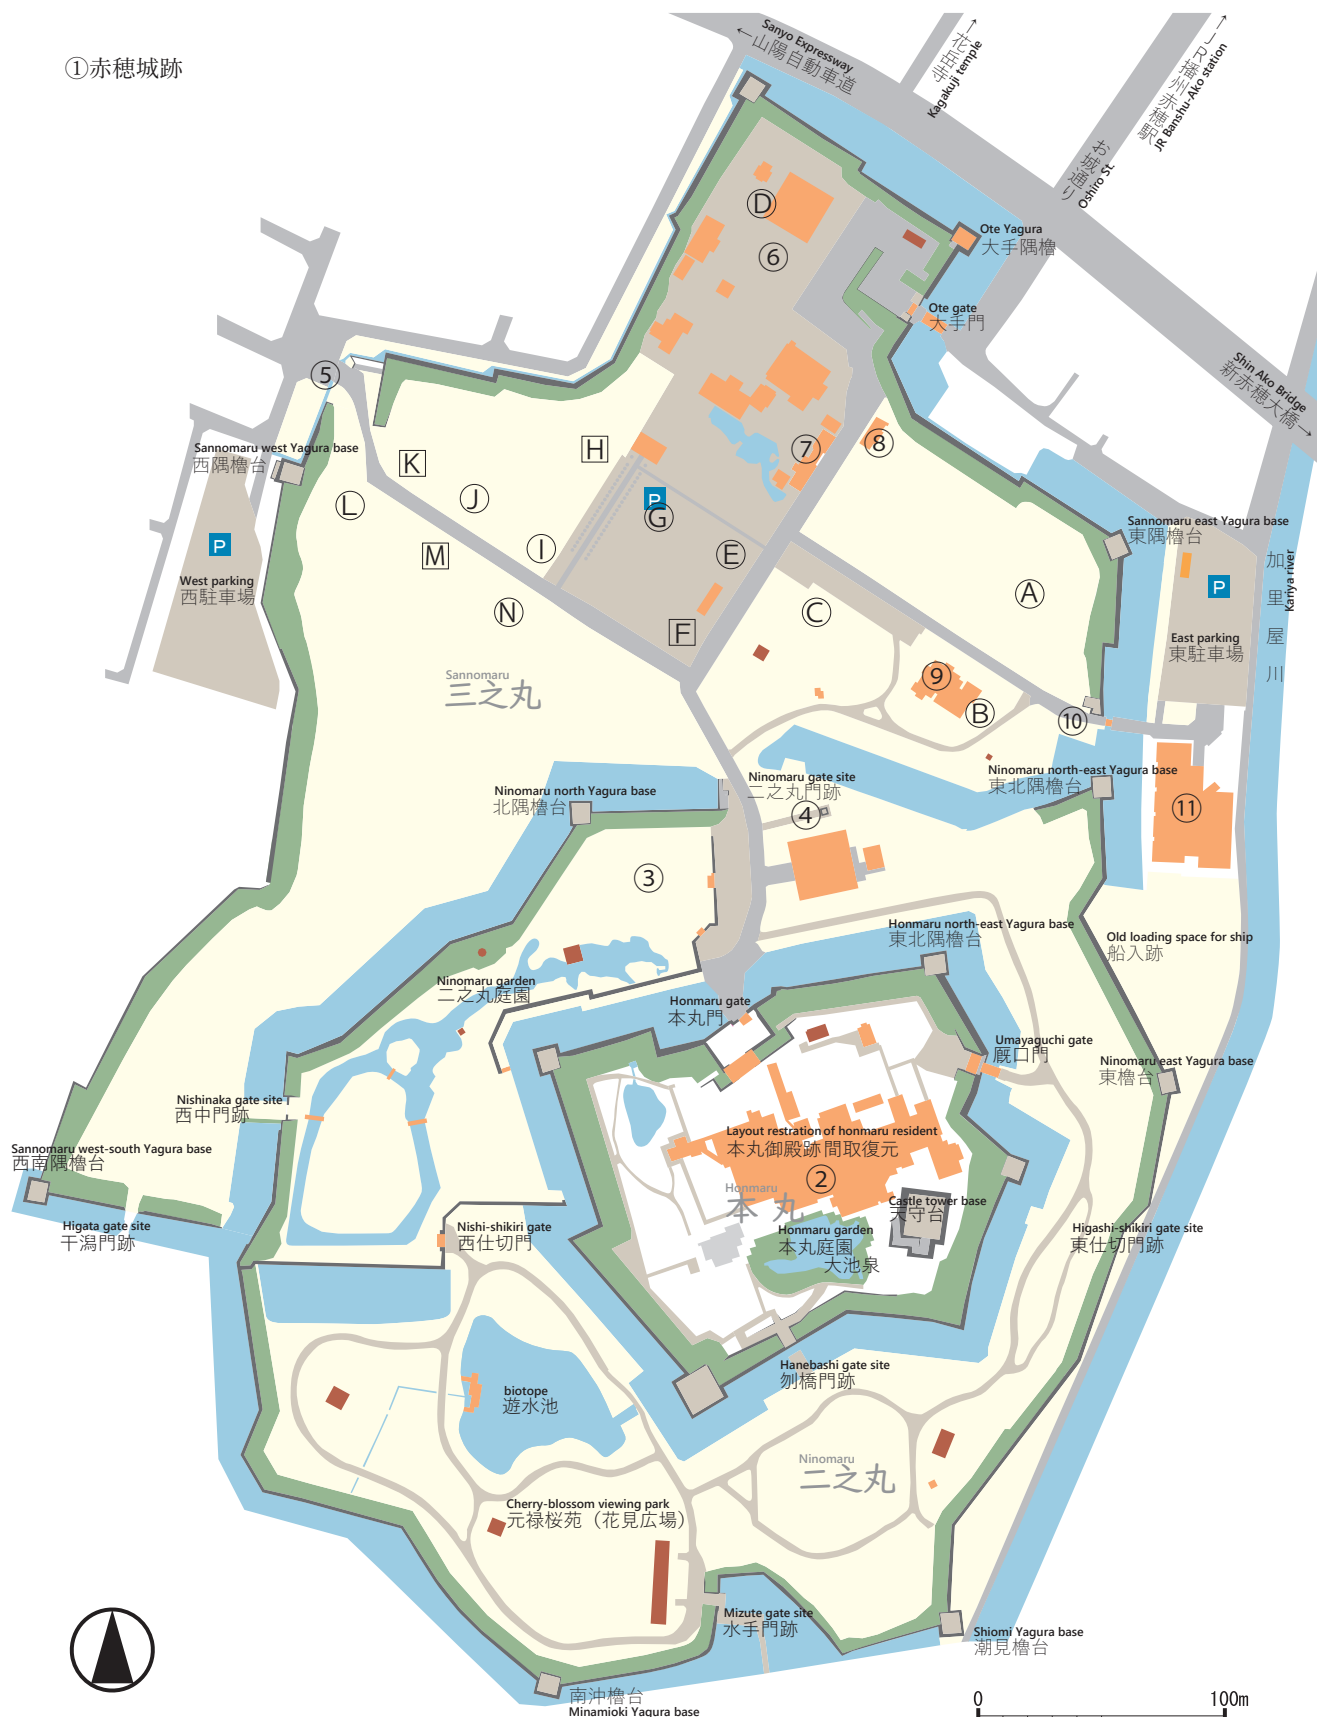 ①赤穂城跡
Sanyo Expressway
←山陽自動車道
→花岳寺
Kagakuji temple
→JR播州赤穂駅
JR Banshu-Ako station
お城通り
Oshiro St.
D
⑥
Ote Yagura
大手隅櫓
Ote gate
大手門
Shin Ako Bridge
新赤穂大橋→
⑤
Sannomaru west Yagura base
西隅櫓台
K
H
⑦
⑧
L
J
P
G
P
West parking
西駐車場
M
I
E
Sannomaru east Yagura base
東隅櫓台
加里屋川
Kariya river
P
N
C
A
F
East parking
東駐車場
Sannomaru
三之丸
⑨
B
⑩
Ninomaru north Yagura base
北隅櫓台
Ninomaru gate site
二之丸門跡
Ninomaru north-east Yagura base
東北隅櫓台
④
⑪
③
Honmaru north-east Yagura base
東北隅櫓台
Old loading space for ship
船入跡
Ninomaru garden
二之丸庭園
Honmaru gate
本丸門
Umayaguchi gate
厩口門
Ninomaru east Yagura base
東櫓台
Nishinaka gate site
西中門跡
Layout restration of honmaru resident
本丸御殿跡間取復元
Sannomaru west-south Yagura base
西南隅櫓台
②
Honmaru
本丸
Castle tower base
天守台
Higata gate site
干潟門跡
Nishi-shikiri gate
西仕切門
Honmaru garden
本丸庭園
大池泉
Higashi-shikiri gate site
東仕切門跡
Hanebashi gate site
刎橋門跡
biotope
遊水池
Ninomaru
二之丸
Cherry-blossom viewing park
元禄桜苑（花見広場）
Mizute gate site
水手門跡
Shiomi Yagura base
潮見櫓台
南沖櫓台
Minamioki Yagura base
0 100m